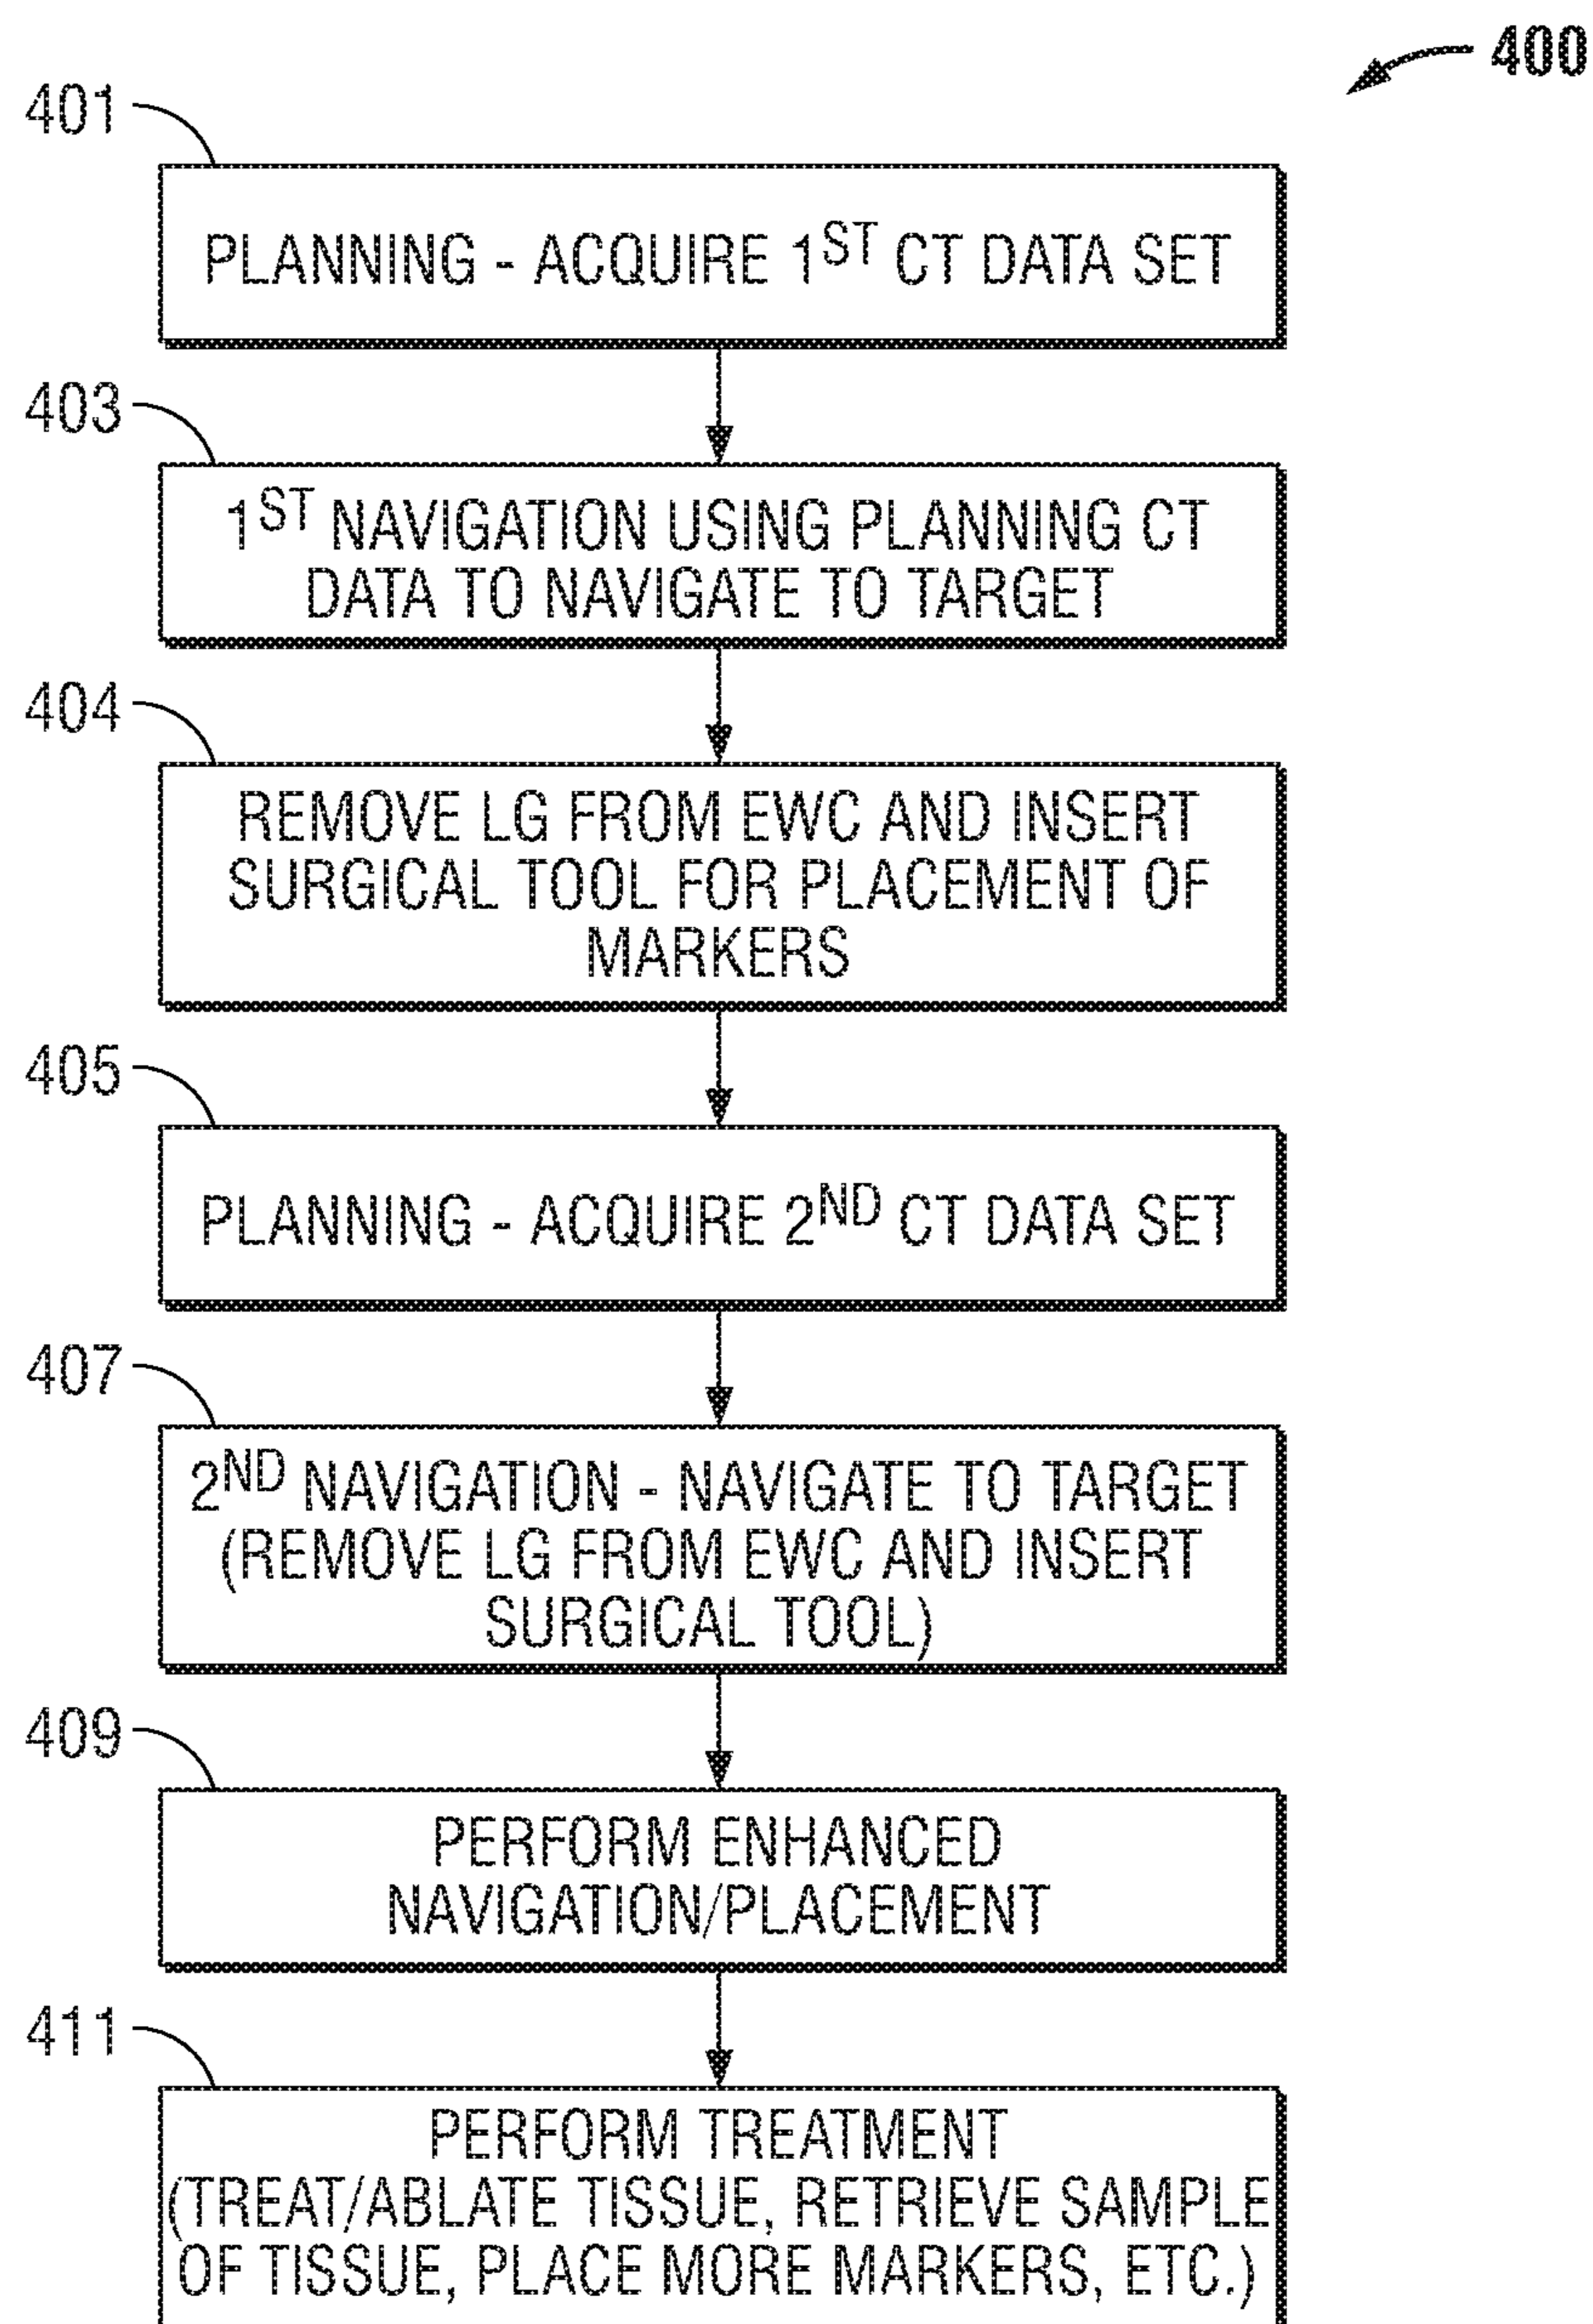 400
401
PLANNING - ACQUIRE 1ST CT DATA SET
403
1ST NAVIGATION USING PLANNING CT
DATA TO NAVIGATE TO TARGET
404
REMOVE LG FROM EWC AND INSERT
SURGICAL TOOL FOR PLACEMENT OF
MARKERS
405
PLANNING - ACQUIRE 2ND CT DATA SET
407
2ND NAVIGATION - NAVIGATE TO TARGET
(REMOVE LG FROM EWC AND INSERT
SURGICAL TOOL)
409
PERFORM ENHANCED
NAVIGATION/PLACEMENT
411
PERFORM TREATMENT
(TREAT/ABLATE TISSUE, RETRIEVE SAMPLE
OF TISSUE, PLACE MORE MARKERS, ETC.)